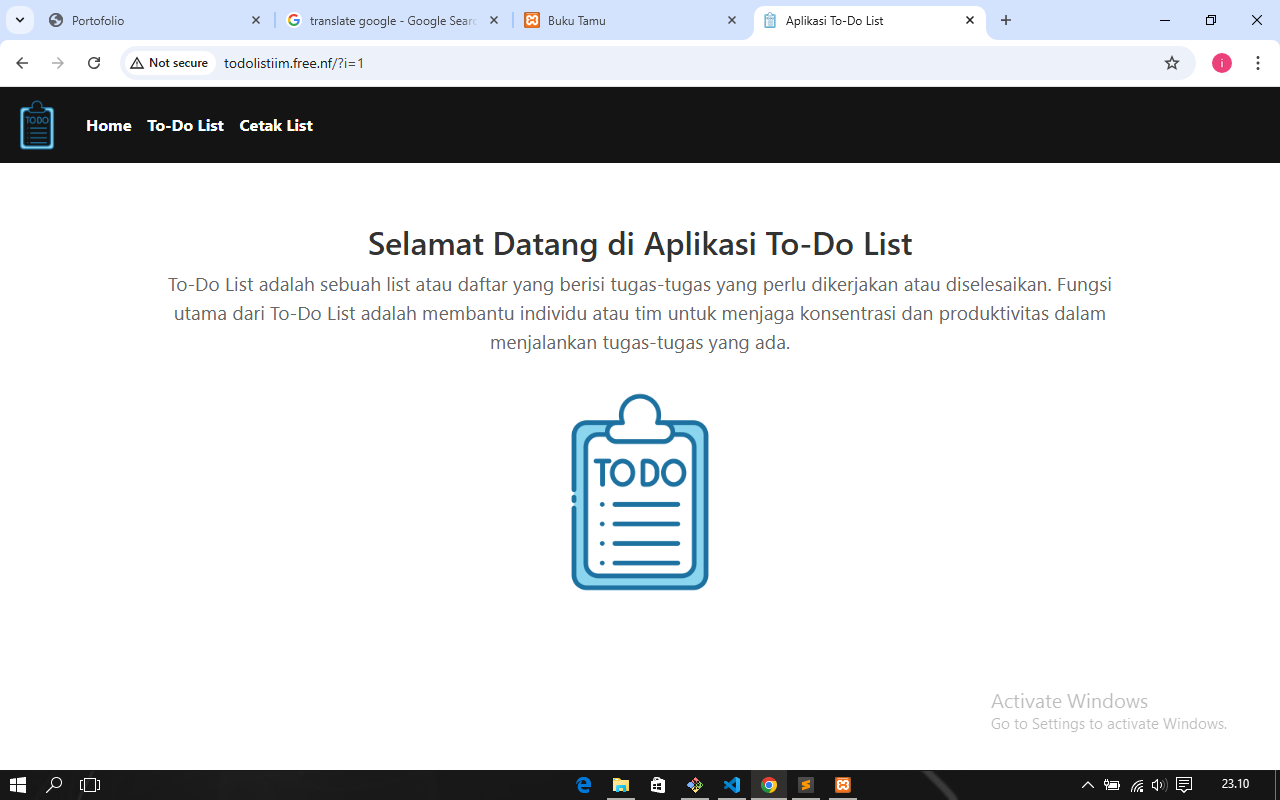 Portofolio
translate google - Google Searc
Buku Tamu
Aplikasi To-Do List
Not secure
todolistiim.free.nf/?i=1
i
TODO
Home
To-Do List
Cetak List
Selamat Datang di Aplikasi To-Do List
To-Do List adalah sebuah list atau daftar yang berisi tugas-tugas yang perlu dikerjakan atau diselesaikan. Fungsi
utama dari To-Do List adalah membantu individu atau tim untuk menjaga konsentrasi dan produktivitas dalam
menjalankan tugas-tugas yang ada.
TODO
Activate Windows
Go to Settings to activate Windows.
23.10